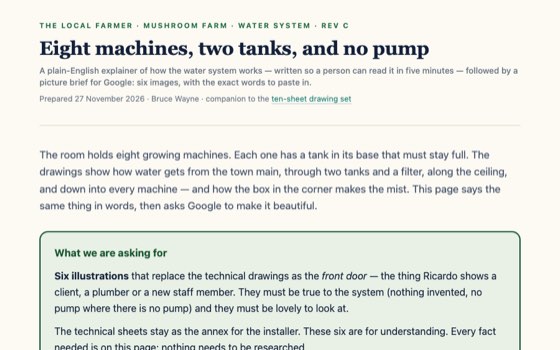 THE LOCAL FARMER · MUSHROOM FARM · WATER SYSTEM · REV C
Eight machines, two tanks, and no pump
A plain-English explainer of how the water system works — written so a person can read it in five minutes — followed by a
picture brief for Google: six images, with the exact words to paste in.
Prepared 27 November 2026 · Bruce Wayne · companion to the ten-sheet drawing set
The room holds eight growing machines. Each one has a tank in its base that must stay full. The
drawings show how water gets from the town main, through two tanks and a filter, along the ceiling,
and down into every machine — and how the box in the corner makes the mist. This page says the
same thing in words, then asks Google to make it beautiful.
What we are asking for
Six illustrations that replace the technical drawings as the front door — the thing Ricardo shows a
client, a plumber or a new staff member. They must be true to the system (nothing invented, no
pump where there is no pump) and they must be lovely to look at.
The technical sheets stay as the annex for the installer. These six are for understanding. Every fact
needed is on this page; nothing needs to be researched.